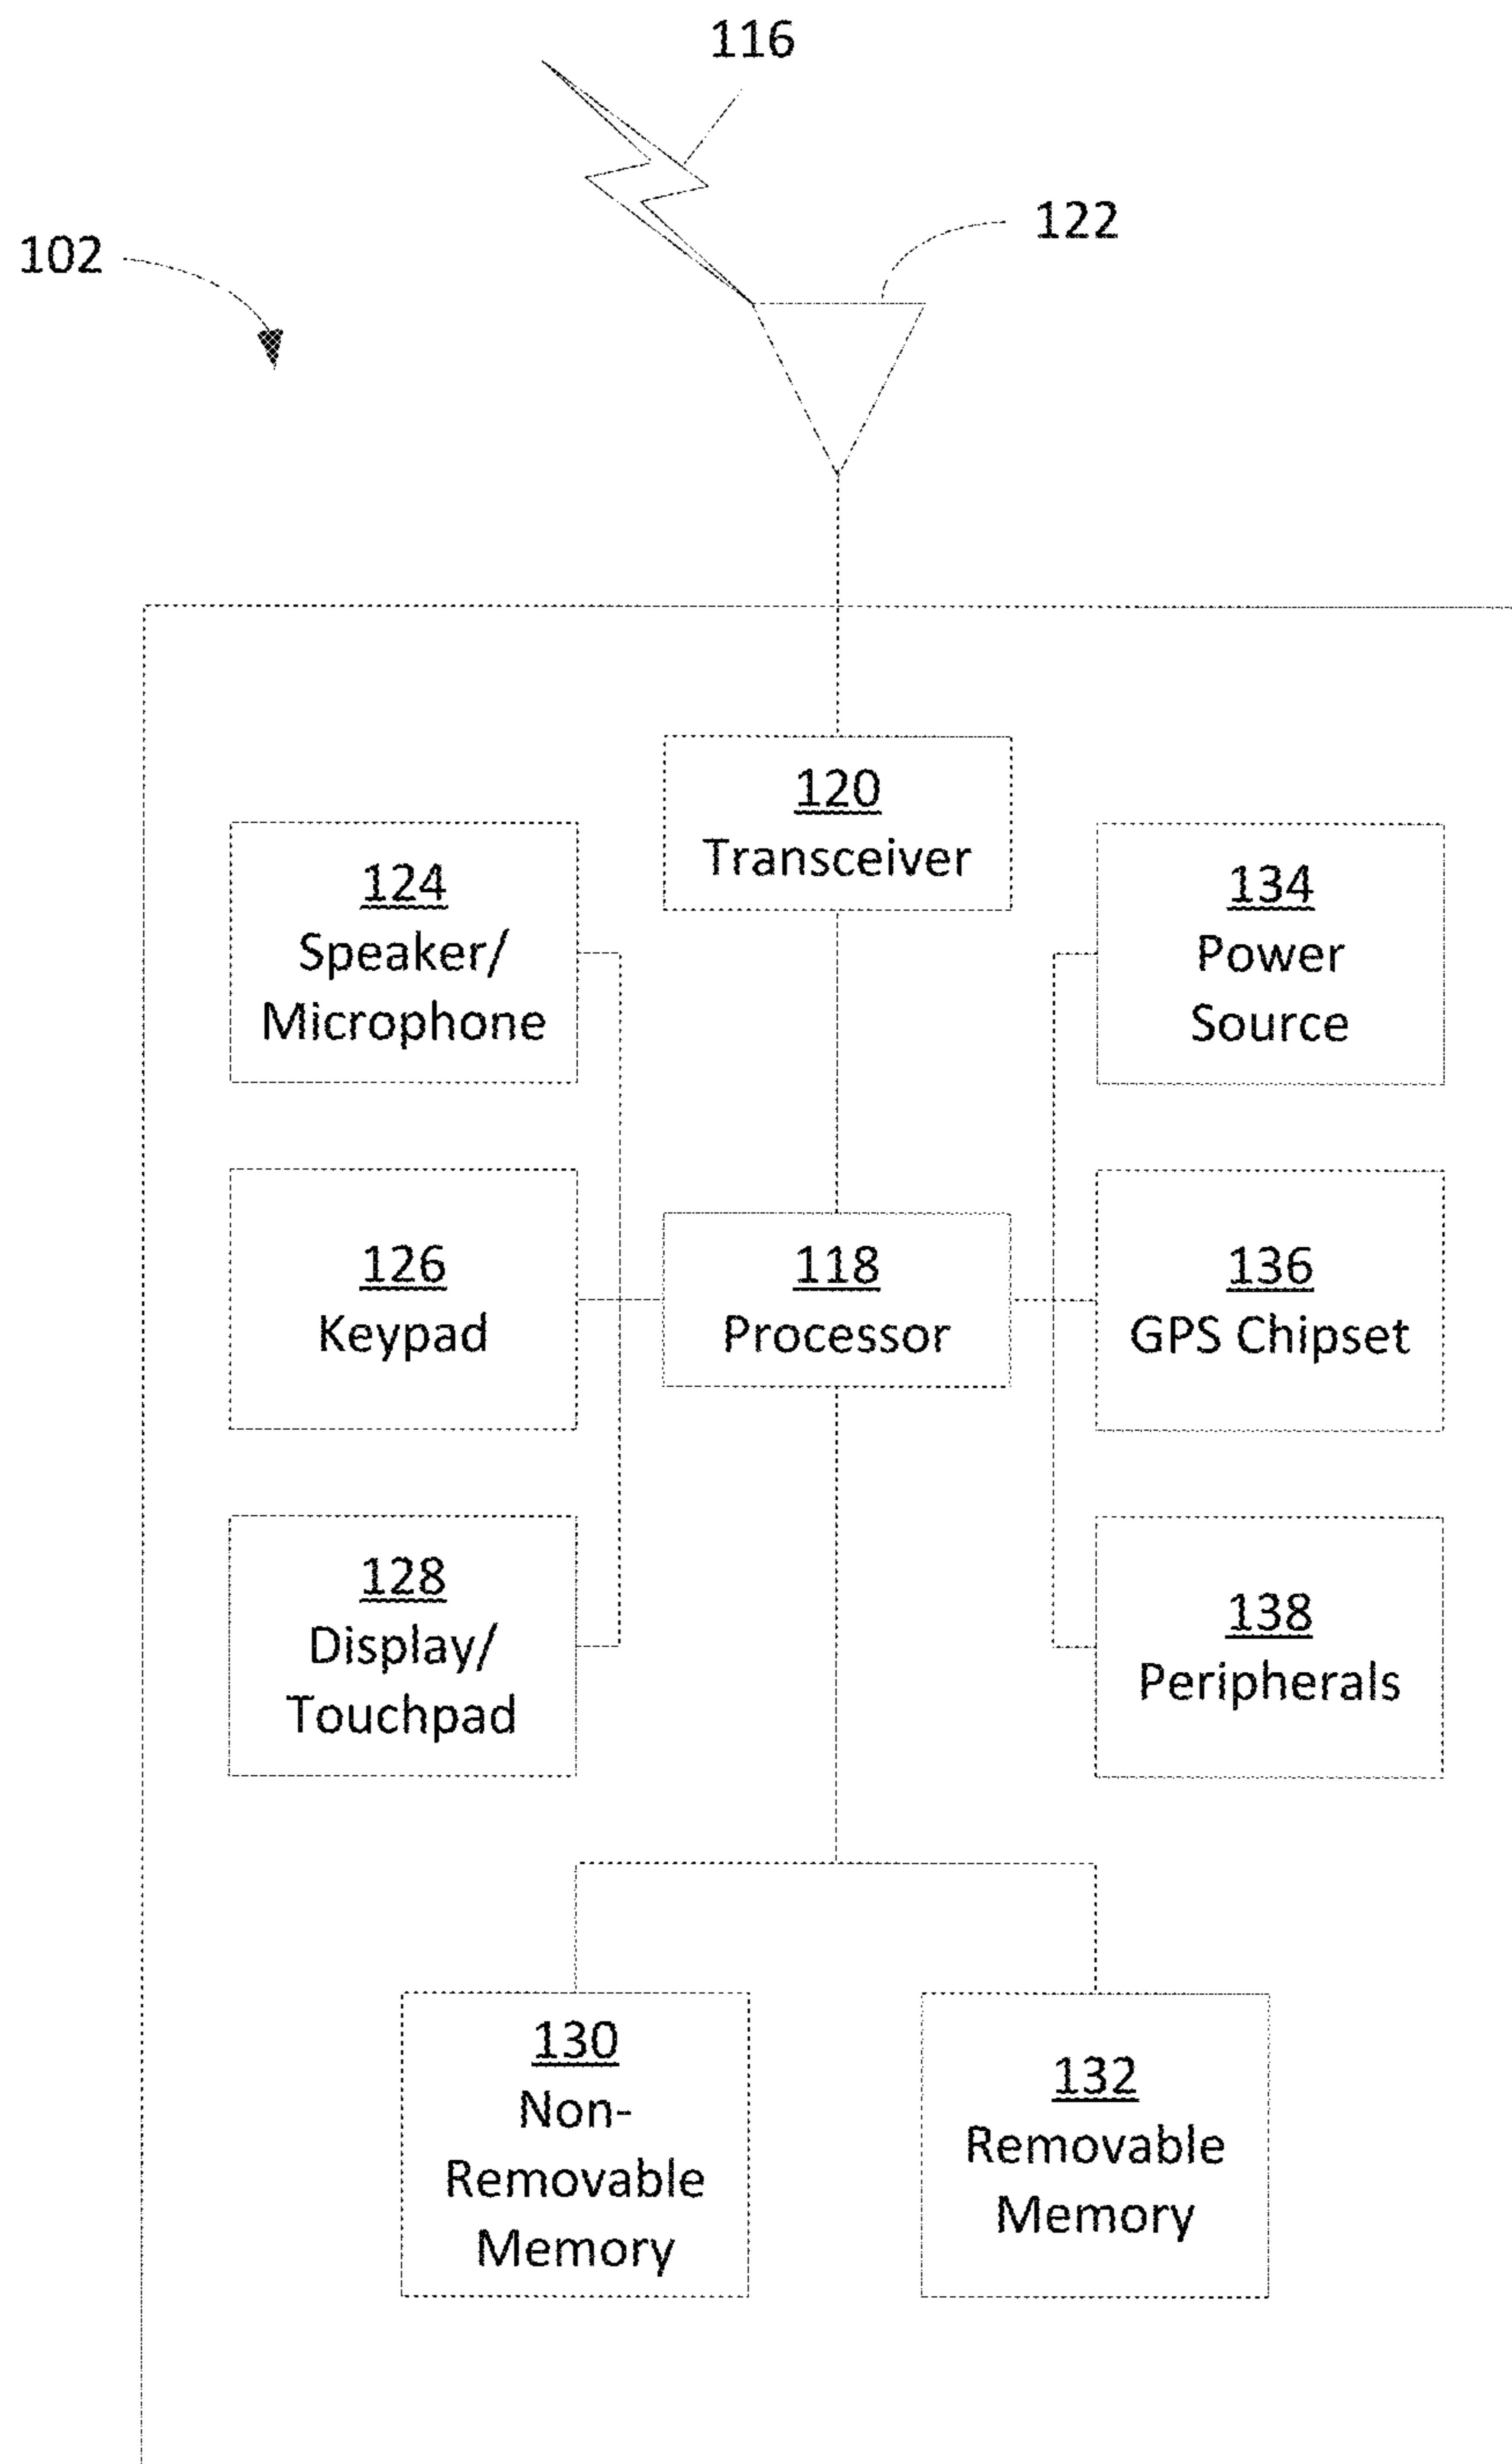 116
122
102
120
Transceiver
124
Speaker/
Microphone
134
Power
Source
126
Keypad
118
Processor
136
GPS Chipset
128
Display/
Touchpad
138
Peripherals
130
Non-
Removable
Memory
132
Removable
Memory